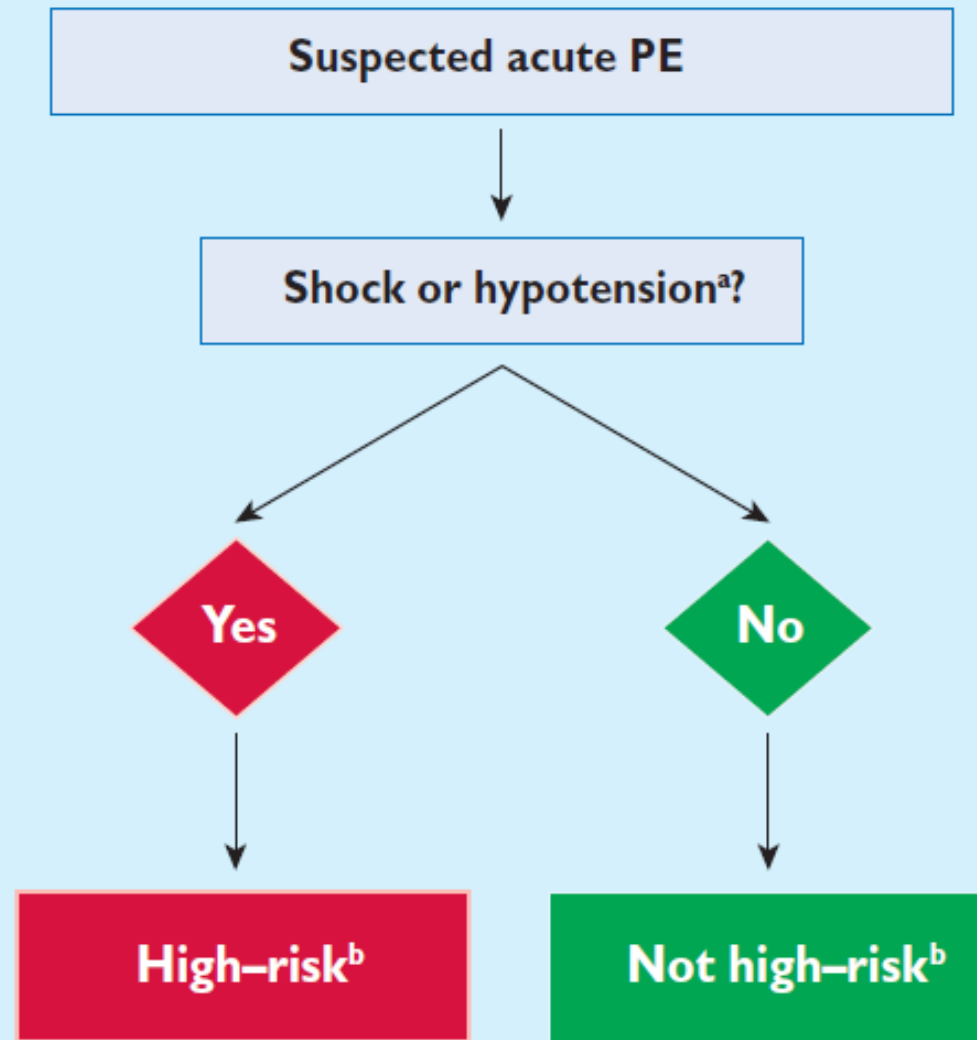 Suspected acute PE
Shock or hypotensionᵃ?
Yes
No
High–riskᵇ
Not high–riskᵇ